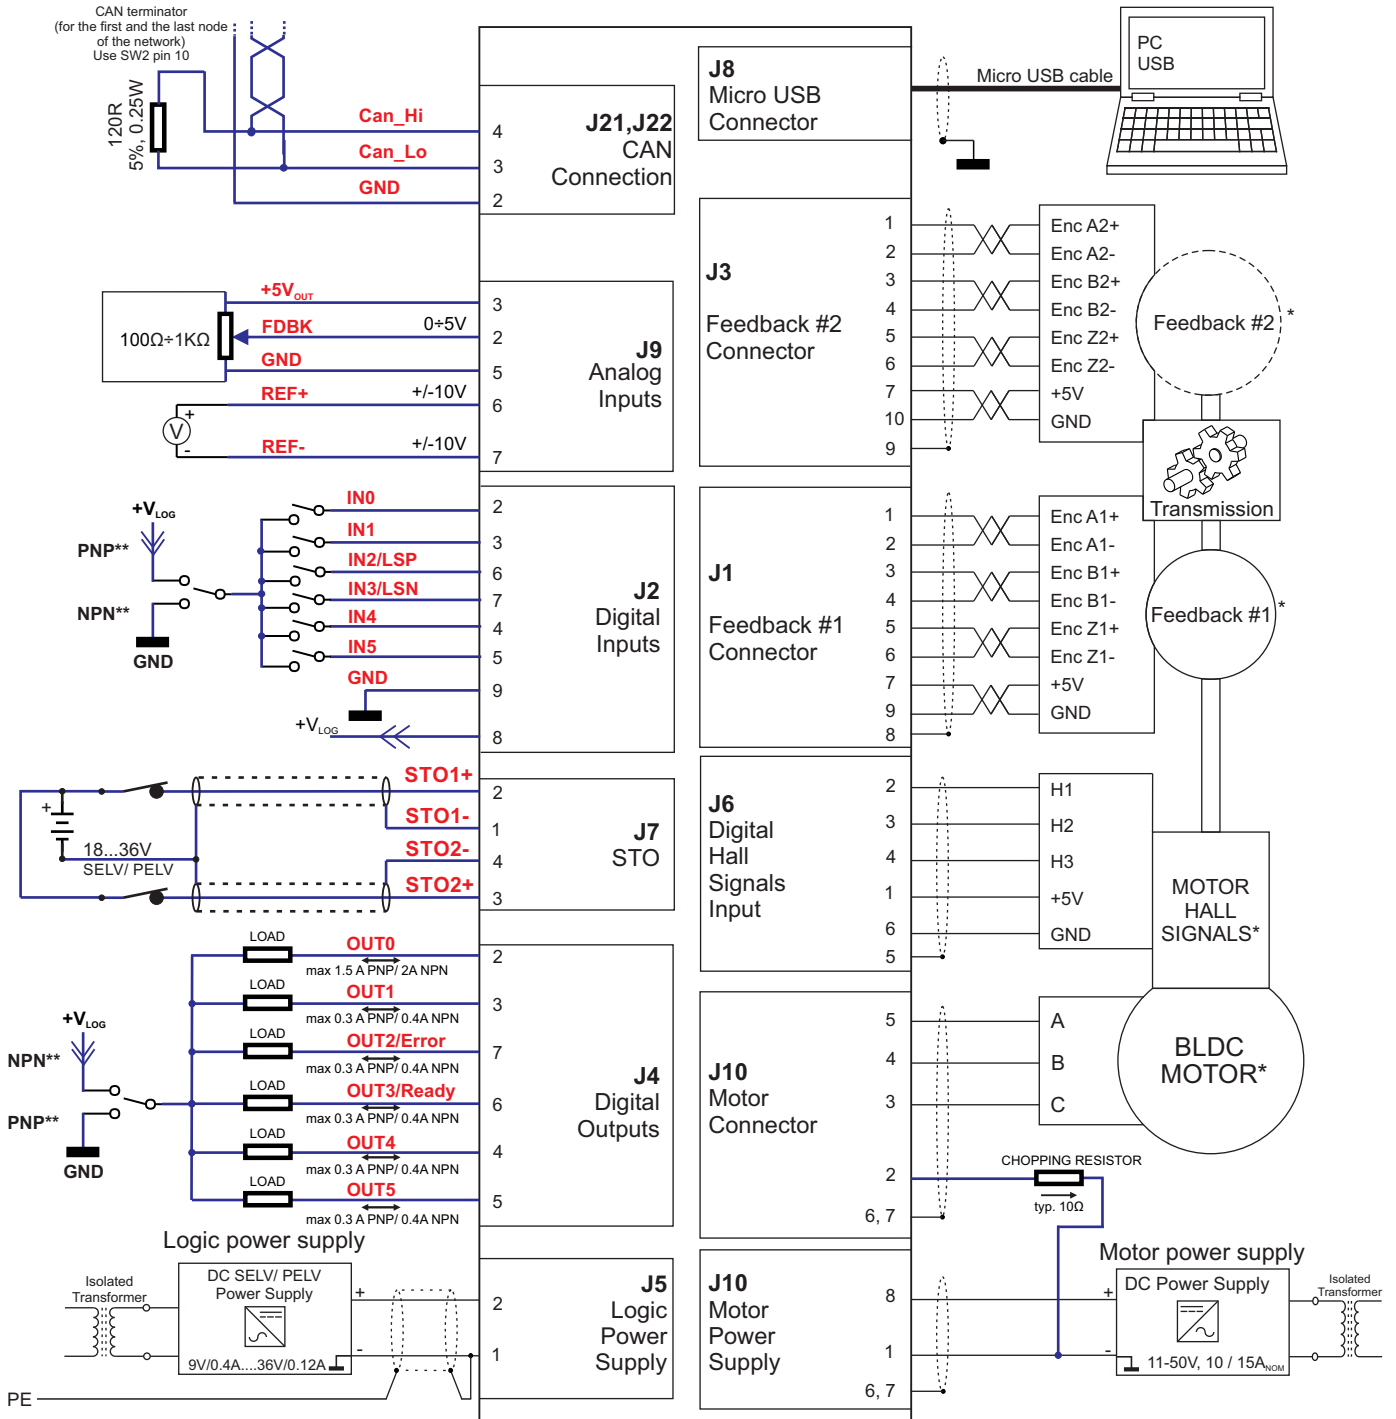 CAN terminator
(for the first and the last node
of the network)
Use SW2 pin 10
120R
5%, 0.25W
Can_Hi
4
Can_Lo
3
GND
2
J21,J22
CAN
Connection
J8
Micro USB
Connector
Micro USB cable
PC
USB
+5VOUT
3
100Ω÷1KΩ
FDBK
0÷5V
2
GND
5
REF+
+/-10V
6
V
+
-
REF-
+/-10V
7
J9
Analog
Inputs
J3
Feedback #2
Connector
1
2
3
4
5
6
7
10
9
Enc A2+
Enc A2-
Enc B2+
Enc B2-
Enc Z2+
Enc Z2-
+5V
GND
Feedback #2
*
Transmission
+VLOG
PNP**
NPN**
GND
IN0
2
IN1
3
IN2/LSP
6
IN3/LSN
7
IN4
4
IN5
5
GND
9
+VLOG
8
J2
Digital
Inputs
J1
Feedback #1
Connector
1
2
3
4
5
6
7
9
8
Enc A1+
Enc A1-
Enc B1+
Enc B1-
Enc Z1+
Enc Z1-
+5V
GND
Feedback #1
*
STO1+
2
STO1-
1
STO2-
4
STO2+
3
+
18...36V
SELV/ PELV
J7
STO
J6
Digital
Hall
Signals
Input
2
3
4
1
6
5
H1
H2
H3
+5V
GND
MOTOR
HALL
SIGNALS*
LOAD
OUT0
max 1.5 A PNP/ 2A NPN
2
LOAD
OUT1
max 0.3 A PNP/ 0.4A NPN
3
LOAD
OUT2/Error
max 0.3 A PNP/ 0.4A NPN
7
LOAD
OUT3/Ready
max 0.3 A PNP/ 0.4A NPN
6
LOAD
OUT4
max 0.3 A PNP/ 0.4A NPN
4
LOAD
OUT5
max 0.3 A PNP/ 0.4A NPN
5
+VLOG
NPN**
PNP**
GND
J4
Digital
Outputs
J10
Motor
Connector
5
4
3
2
6, 7
A
B
C
BLDC
MOTOR*
CHOPPING RESISTOR
typ. 10Ω
Logic power supply
Isolated
Transformer
DC SELV/ PELV
Power Supply
9V/0.4A....36V/0.12A
+
-
PE
2
1
J5
Logic
Power
Supply
J10
Motor
Power
Supply
8
1
6, 7
Motor power supply
+
-
DC Power Supply
11-50V, 10 / 15ANOM
Isolated
Transformer